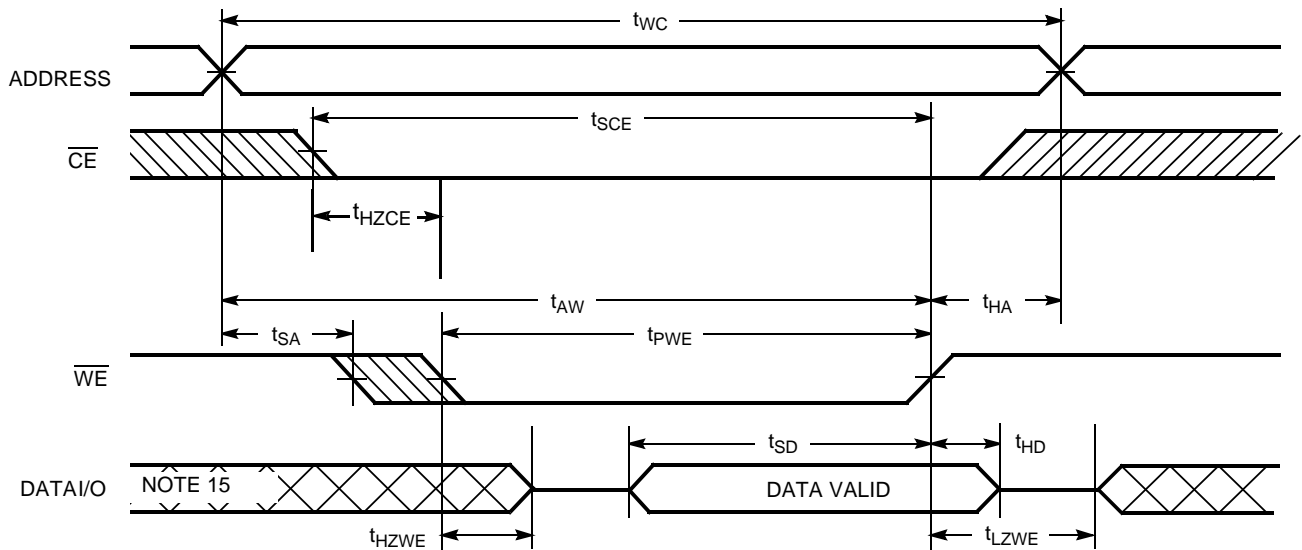 tWC
ADDRESS
tSCE
CE
tHZCE
tAW
tHA
tSA
tPWE
WE
tSD
tHD
DATAI/O
NOTE 15
DATA VALID
tHZWE
tLZWE